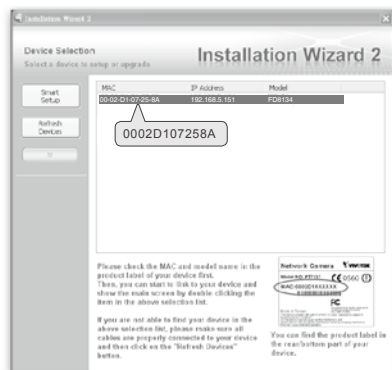 Installation Wizard 2
Device Selection
Select a device to setup or upgrade
Installation Wizard 2
Smart
Setup
Refresh
Devices
MAC IP Address Model
00-02-D1-07-25-8A 192.168.5.151 FD8134
0002D107258A
Please check the MAC and model name in the
product label of your device first.
Then, you can start to link to your device and
show the main screen by double clicking the
item in the above selection list.
If you are not able to find your device in the
above selection list, please make sure all
cables are properly connected to your device
and then click on the "Refresh Devices"
button.
Network Camera VIVOTEK
0560
FC
You can find the product label in
the rear/bottom part of your
device.